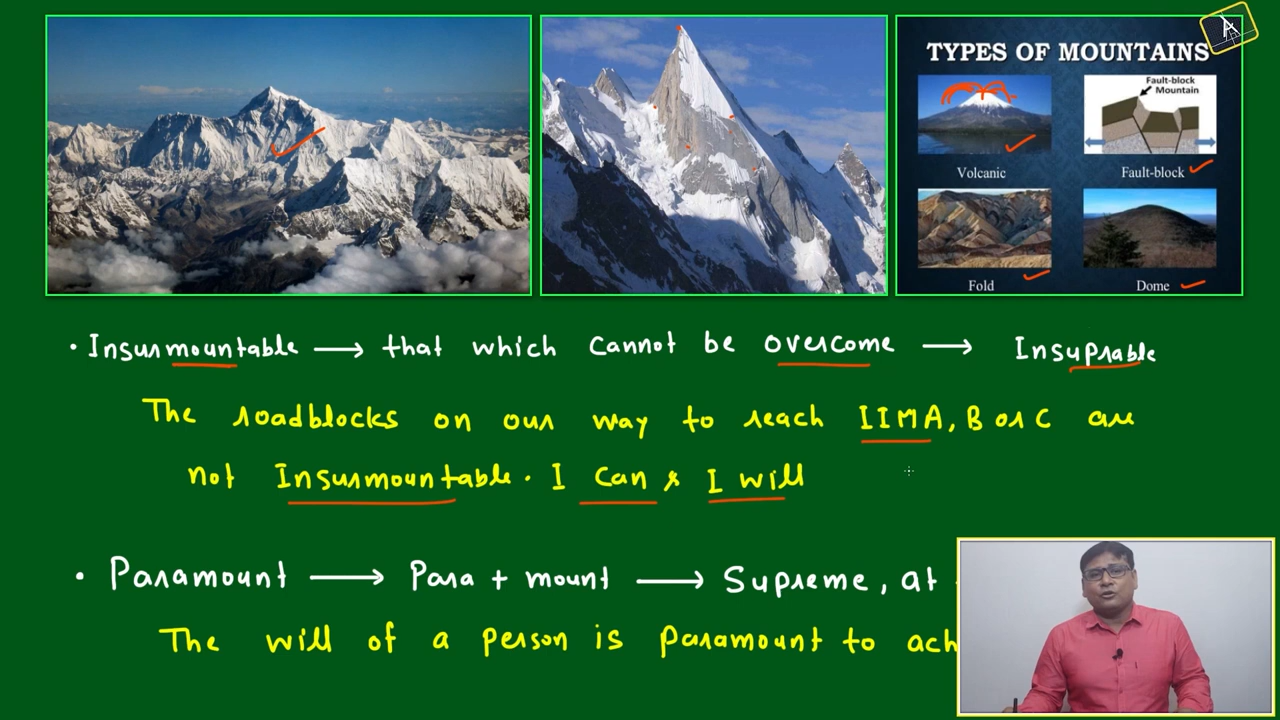 TYPES OF MOUNTAINS
Fault-block
Mountain
Volcanic
Fault-block
Fold
Dome
• Insurmountable → that which cannot be overcome → Insuprable
The roadblocks on our way to reach IIMA, B or C are
not Insurmountable. I can & I will
• Paramount → Para + mount → Supreme, at
The will of a person is paramount to ach